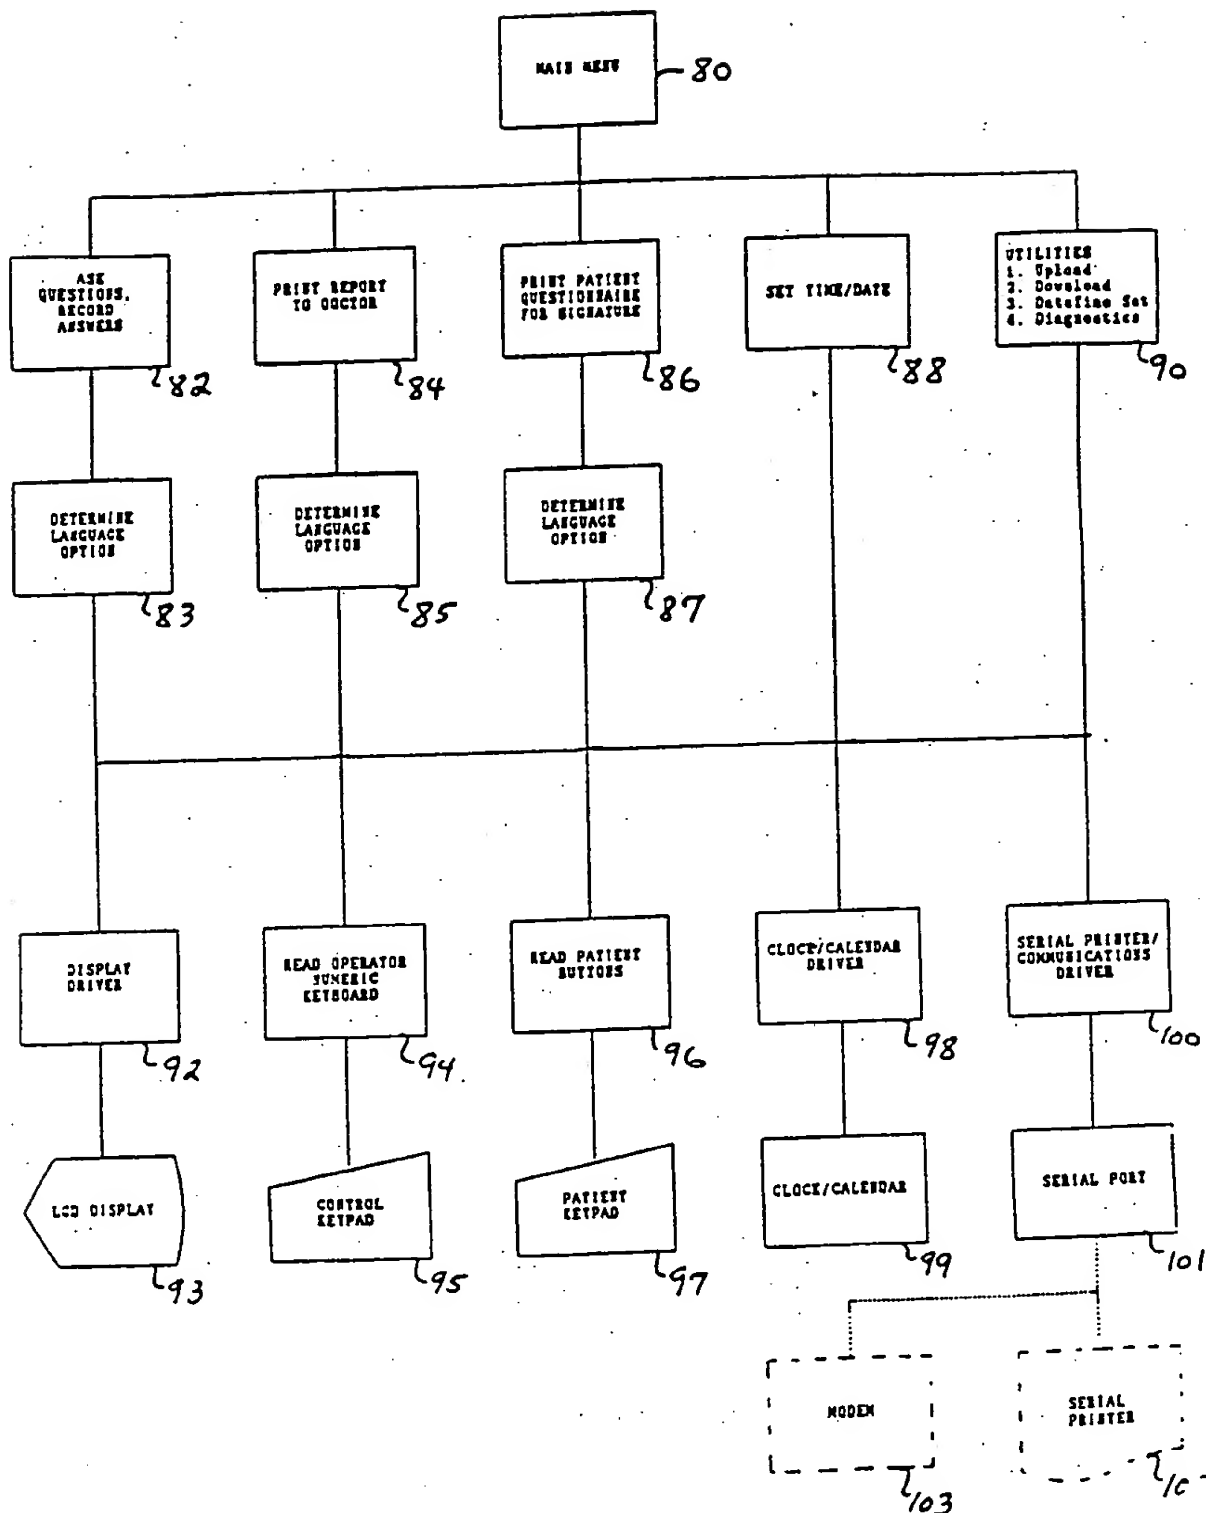 MAIN MENU
80
ASK
QUESTIONS,
RECORD
ANSWERS
82
PRINT REPORT
TO DOCTOR
84
PRINT PATIENT
QUESTIONNAIRE
FOR SIGNATURE
86
SET TIME/DATE
88
UTILITIES
1. Upload
2. Download
3. Datafine Set
4. Diagnostics
90
DETERMINE
LANGUAGE
OPTION
83
DETERMINE
LANGUAGE
OPTION
85
DETERMINE
LANGUAGE
OPTION
87
DISPLAY
DRIVER
92
READ OPERATOR
NUMERIC
KEYBOARD
94
READ PATIENT
BUTTONS
96
CLOCK/CALENDAR
DRIVER
98
SERIAL PRINTER/
COMMUNICATIONS
DRIVER
100
LCD DISPLAY
93
CONTROL
KEYPAD
95
PATIENT
KEYPAD
97
CLOCK/CALENDAR
99
SERIAL PORT
101
MODEM
103
SERIAL
PRINTER